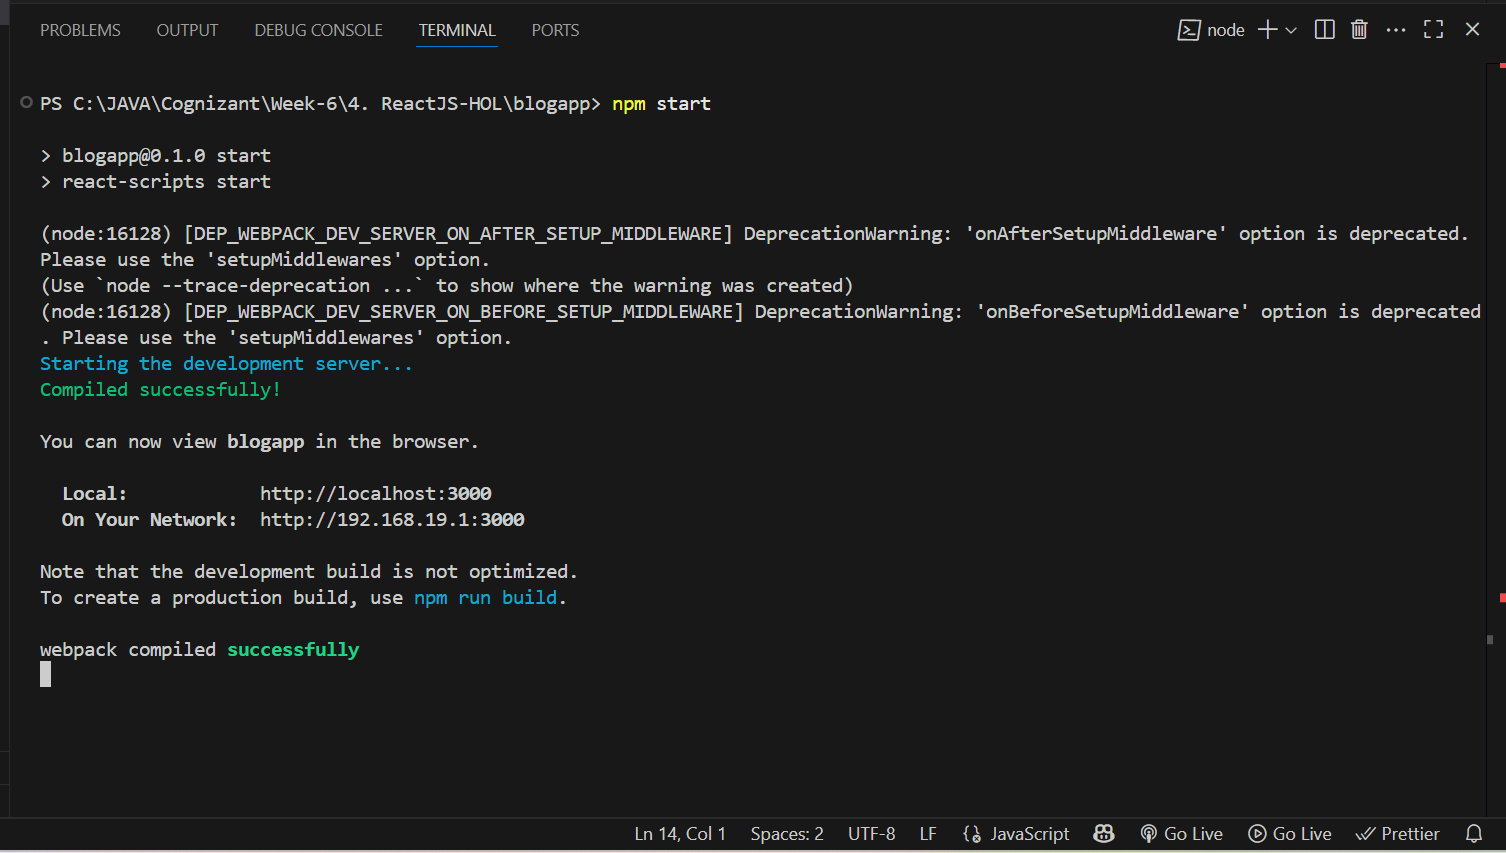 PROBLEMS OUTPUT DEBUG CONSOLE TERMINAL PORTS node
PS C:\JAVA\Cognizant\Week-6\4. ReactJS-HOL\blogapp> npm start
> blogapp@0.1.0 start
> react-scripts start
(node:16128) [DEP_WEBPACK_DEV_SERVER_ON_AFTER_SETUP_MIDDLEWARE] DeprecationWarning: 'onAfterSetupMiddleware' option is deprecated.
Please use the 'setupMiddlewares' option.
(Use `node --trace-deprecation ...` to show where the warning was created)
(node:16128) [DEP_WEBPACK_DEV_SERVER_ON_BEFORE_SETUP_MIDDLEWARE] DeprecationWarning: 'onBeforeSetupMiddleware' option is deprecated
. Please use the 'setupMiddlewares' option.
Starting the development server...
Compiled successfully!
You can now view blogapp in the browser.
Local: http://localhost:3000
On Your Network: http://192.168.19.1:3000
Note that the development build is not optimized.
To create a production build, use npm run build.
webpack compiled successfully
Ln 14, Col 1 Spaces: 2 UTF-8 LF JavaScript Go Live Go Live Prettier